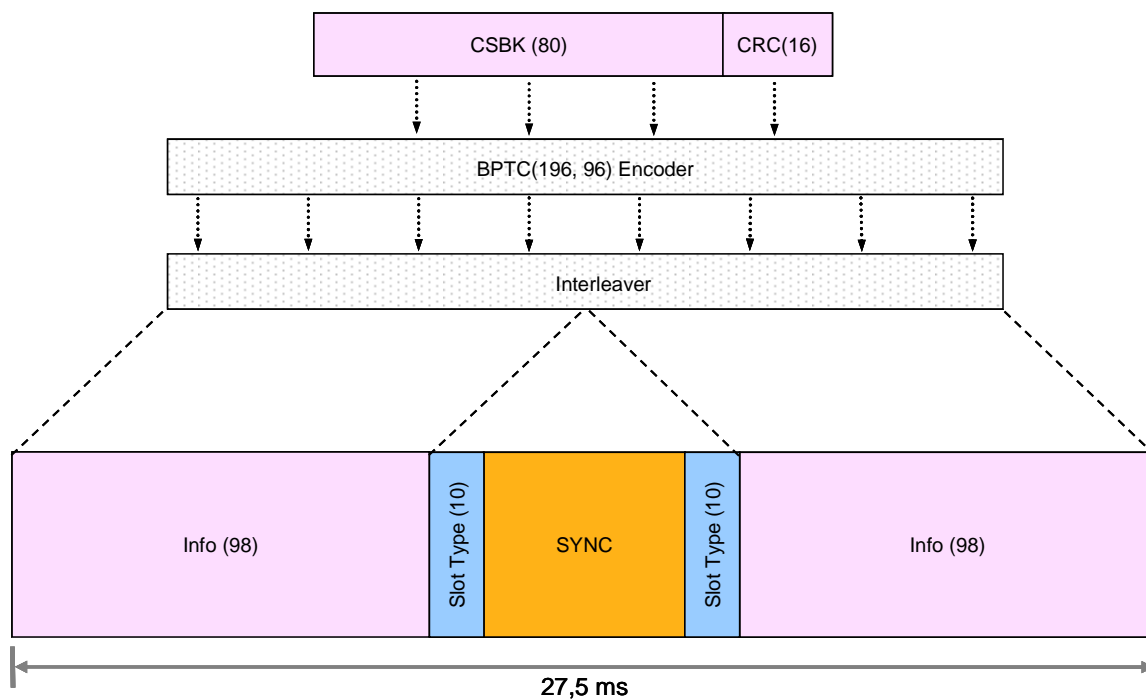 CSBK (80)
CRC(16)
BPTC(196, 96) Encoder
Interleaver
Info (98)
Slot Type (10)
SYNC
Slot Type (10)
Info (98)
27,5 ms